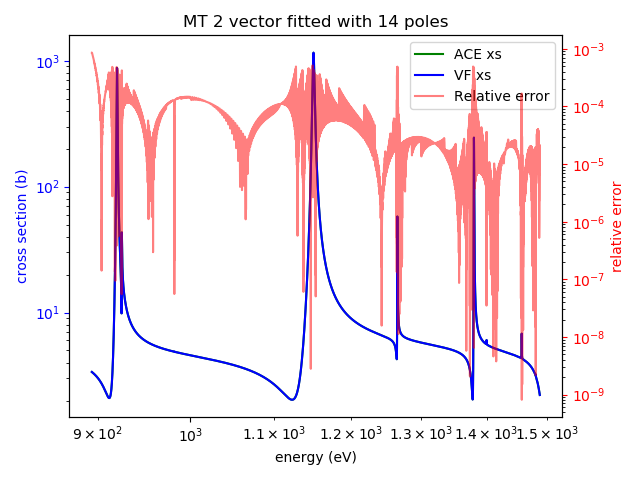 MT 2 vector fitted with 14 poles
ACE xs
VF xs
Relative error
cross section (b)
10³
10²
10¹
relative error
10⁻³
10⁻⁴
10⁻⁵
10⁻⁶
10⁻⁷
10⁻⁸
10⁻⁹
9 × 10² 10³ 1.1 × 10³ 1.2 × 10³ 1.3 × 10³ 1.4 × 10³ 1.5 × 10³
energy (eV)